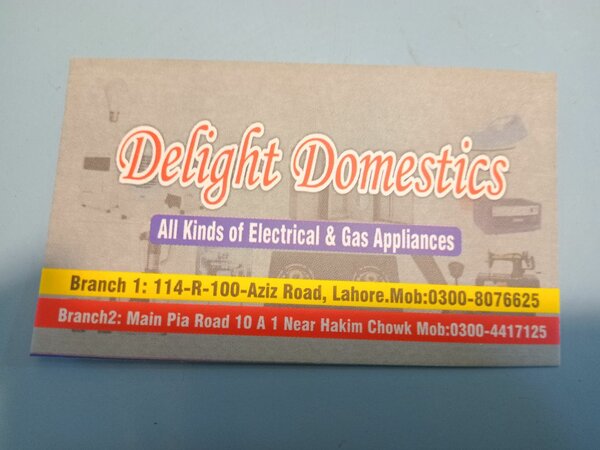 Delight Domestics
All Kinds of Electrical & Gas Appliances
Branch 1: 114-R-100-Aziz Road, Lahore.Mob:0300-8076625
Branch2: Main Pia Road 10 A 1 Near Hakim Chowk Mob:0300-4417125